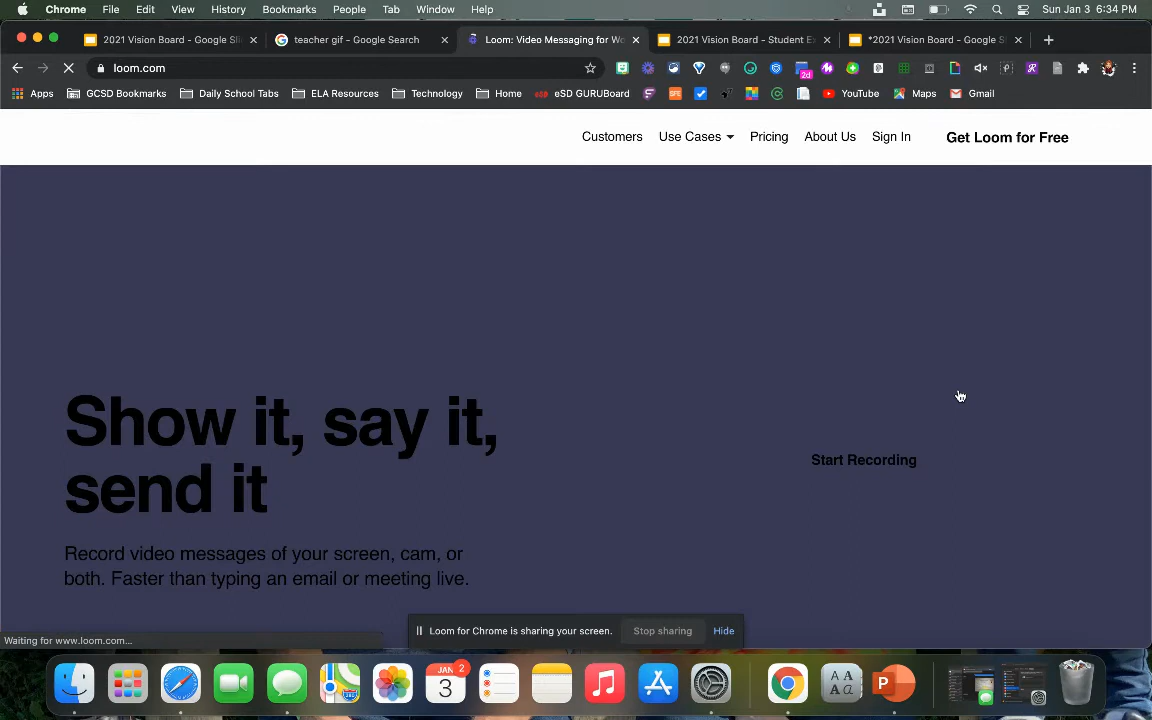 Chrome File Edit View History Bookmarks People Tab Window Help Sun Jan 3 6:34 PM
2021 Vision Board - Google Sli teacher gif - Google Search Loom: Video Messaging for Wo 2021 Vision Board - Student Ex *2021 Vision Board - Google S
loom.com 2d
Apps GCSD Bookmarks Daily School Tabs ELA Resources Technology Home eSD GURUBoard SFE YouTube Maps Gmail
Customers Use Cases Pricing About Us Sign In Get Loom for Free
Show it, say it,
send it
Start Recording
Record video messages of your screen, cam, or
both. Faster than typing an email or meeting live.
Loom for Chrome is sharing your screen. Stop sharing Hide
Waiting for www.loom.com...
JAN 2
3